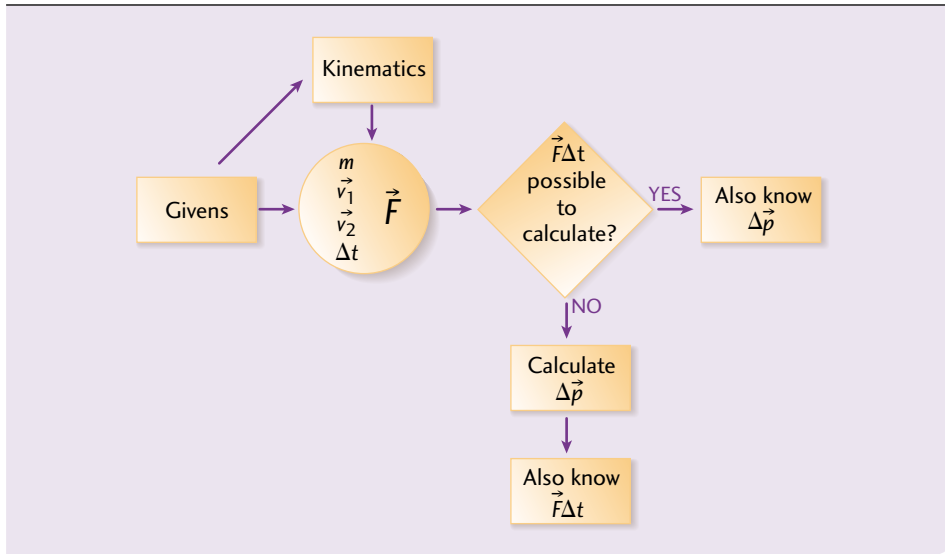 Kinematics
Givens
m
v⃗₁
v⃗₂
Δt
F⃗
F⃗Δt
possible
to
calculate?
YES
Also know
Δp⃗
NO
Calculate
Δp⃗
Also know
F⃗Δt